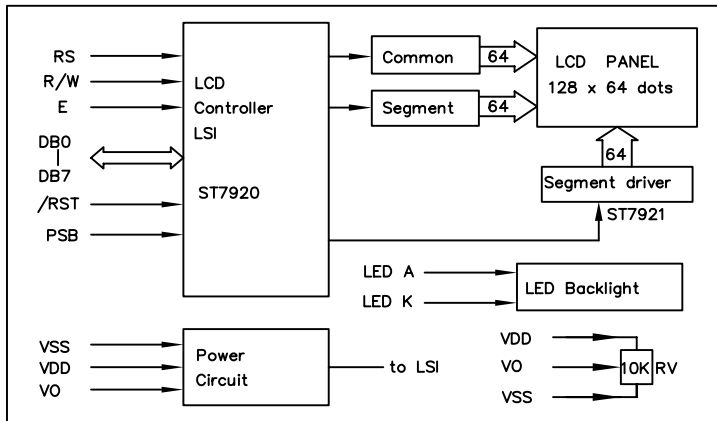 RS
R/W
E
DB0
DB7
/RST
PSB
LCD
Controller
LSI
ST7920
Common
Segment
64
64
LCD PANEL
128 x 64 dots
64
Segment driver
ST7921
LED A
LED K
LED Backlight
VSS
VDD
VO
Power
Circuit
to LSI
VDD
VO
VSS
10K RV